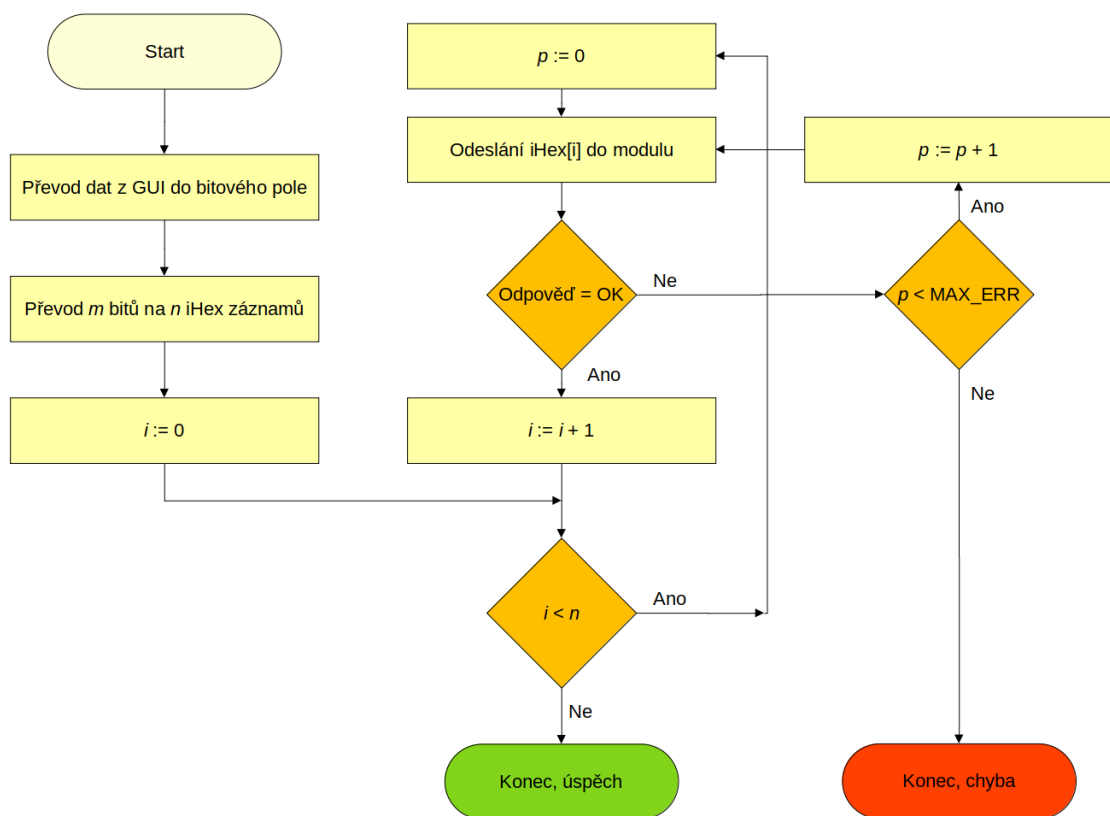 Start
Převod dat z GUI do bitového pole
Převod m bitů na n iHex záznamů
i := 0
p := 0
Odeslání iHex[i] do modulu
Odpověď = OK
Ne
Ano
i := i + 1
i < n
Ano
Ne
Konec, úspěch
p := p + 1
Ano
p < MAX_ERR
Ne
Konec, chyba